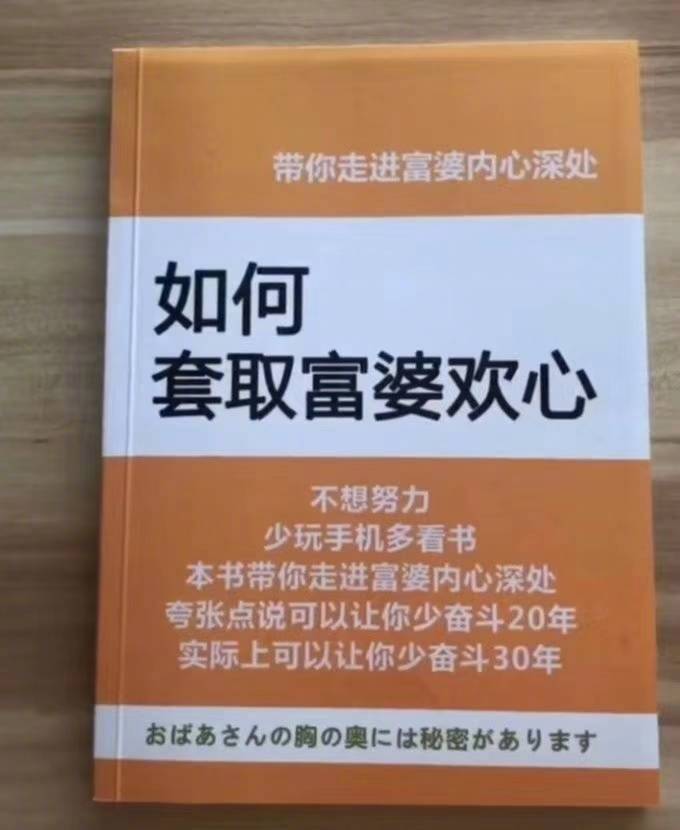 带你走进富婆内心深处
如何
套取富婆欢心
不想努力
少玩手机多看书
本书带你走进富婆内心深处
夸张点说可以让你少奋斗20年
实际上可以让你少奋斗30年
おばあさんの胸の奥には秘密があります